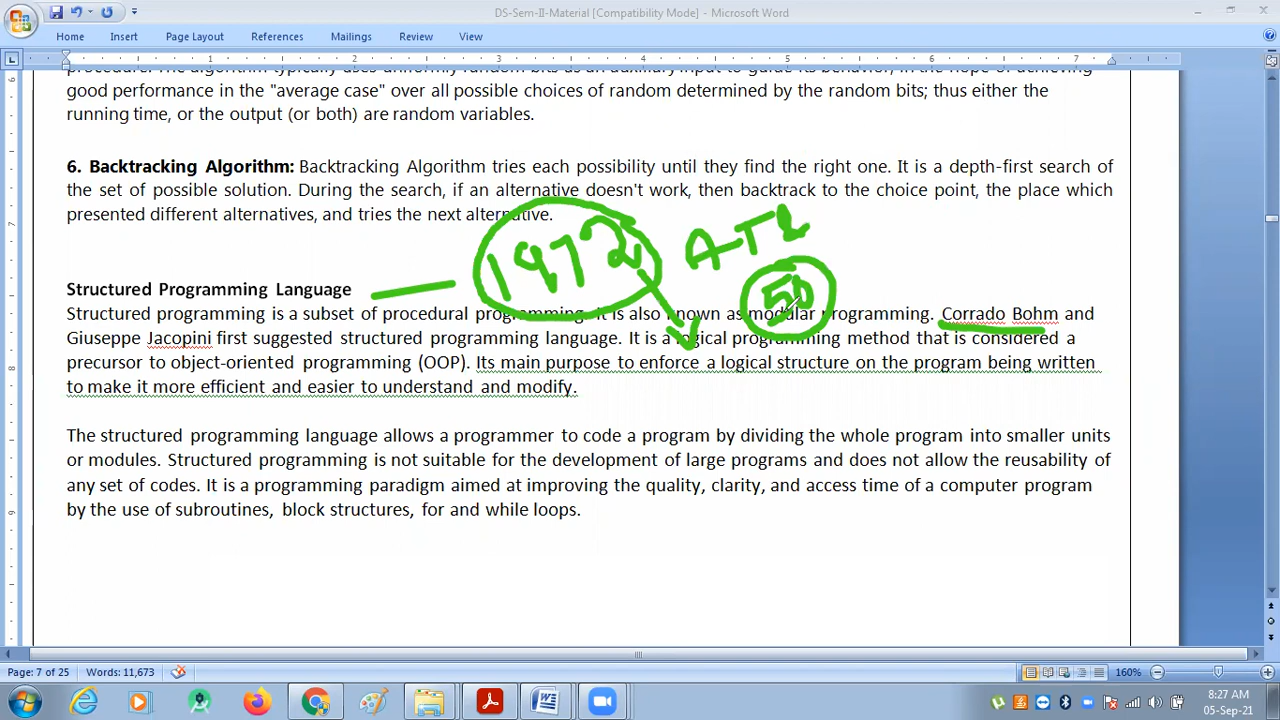 DS-Sem-II-Material [Compatibility Mode] - Microsoft Word
Home Insert Page Layout References Mailings Review View
1 2 3 4 5 6 7
good performance in the "average case" over all possible choices of random determined by the random bits; thus either the
running time, or the output (or both) are random variables.
6. Backtracking Algorithm: Backtracking Algorithm tries each possibility until they find the right one. It is a depth-first search of
the set of possible solution. During the search, if an alternative doesn't work, then backtrack to the choice point, the place which
presented different alternatives, and tries the next alternative.
1972
50
Structured Programming Language
Structured programming is a subset of procedural programming. It is also known as modular programming. Corrado Bohm and
Giuseppe Jacopini first suggested structured programming language. It is a logical programming method that is considered a
precursor to object-oriented programming (OOP). Its main purpose to enforce a logical structure on the program being written
to make it more efficient and easier to understand and modify.
The structured programming language allows a programmer to code a program by dividing the whole program into smaller units
or modules. Structured programming is not suitable for the development of large programs and does not allow the reusability of
any set of codes. It is a programming paradigm aimed at improving the quality, clarity, and access time of a computer program
by the use of subroutines, block structures, for and while loops.
Page: 7 of 25 Words: 11,673 160%
8:27 AM
05-Sep-21